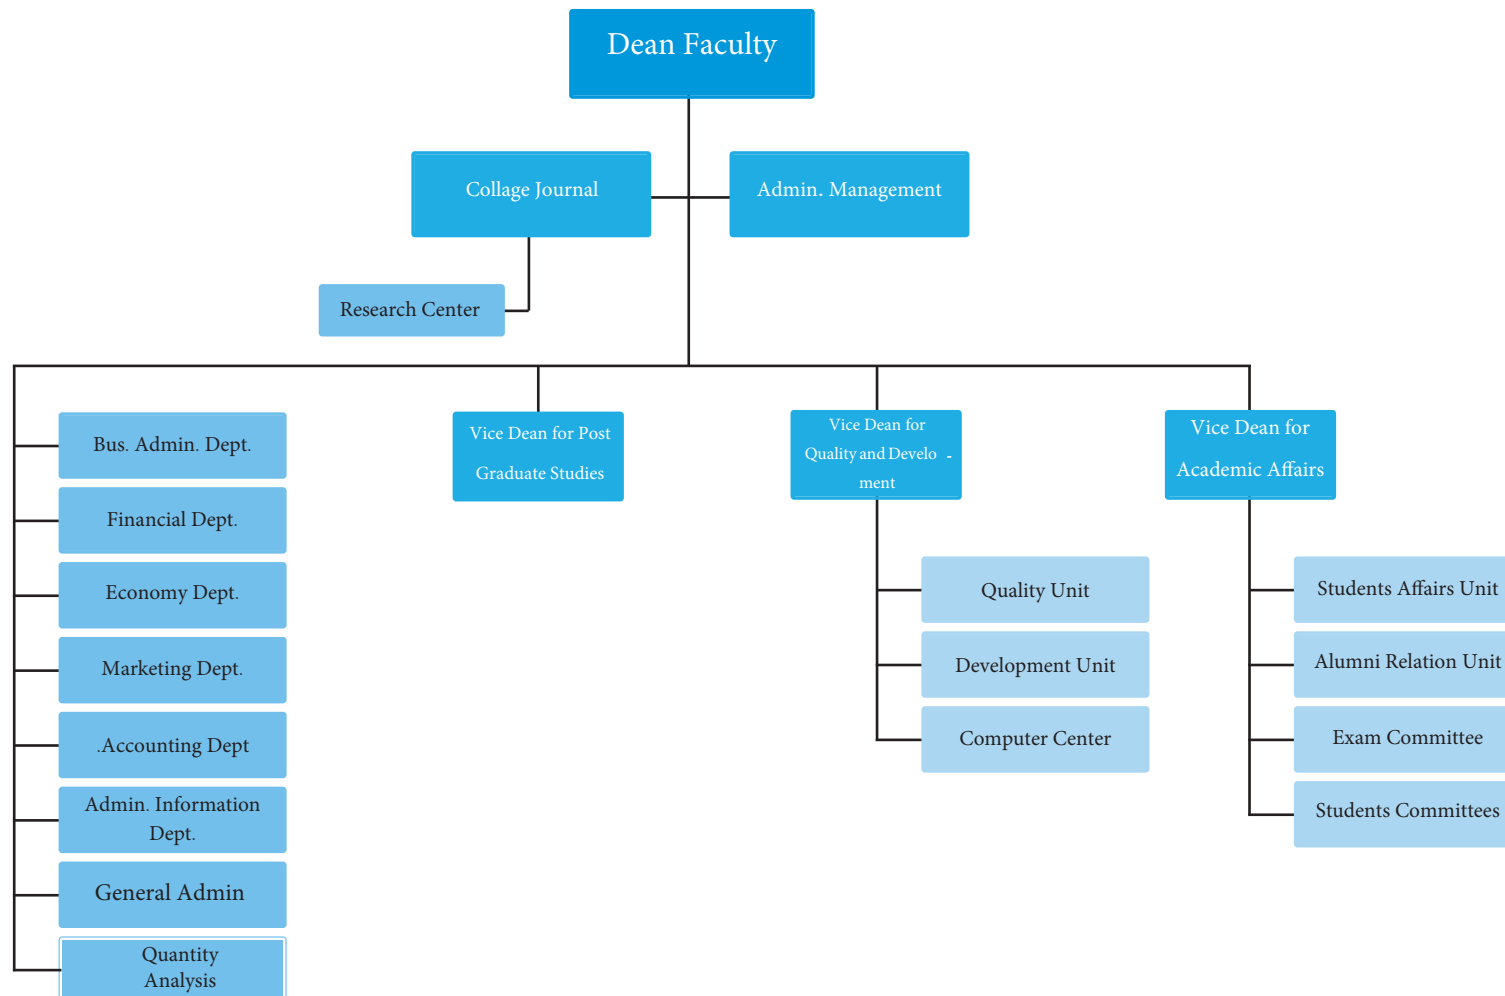 Dean Faculty
Collage Journal
Admin. Management
Research Center
Bus. Admin. Dept.
Financial Dept.
Economy Dept.
Marketing Dept.
.Accounting Dept
Admin. Information
Dept.
General Admin
Quantity
Analysis
Vice Dean for Post
Graduate Studies
Vice Dean for
Quality and Develo -
ment
Quality Unit
Development Unit
Computer Center
Vice Dean for
Academic Affairs
Students Affairs Unit
Alumni Relation Unit
Exam Committee
Students Committees